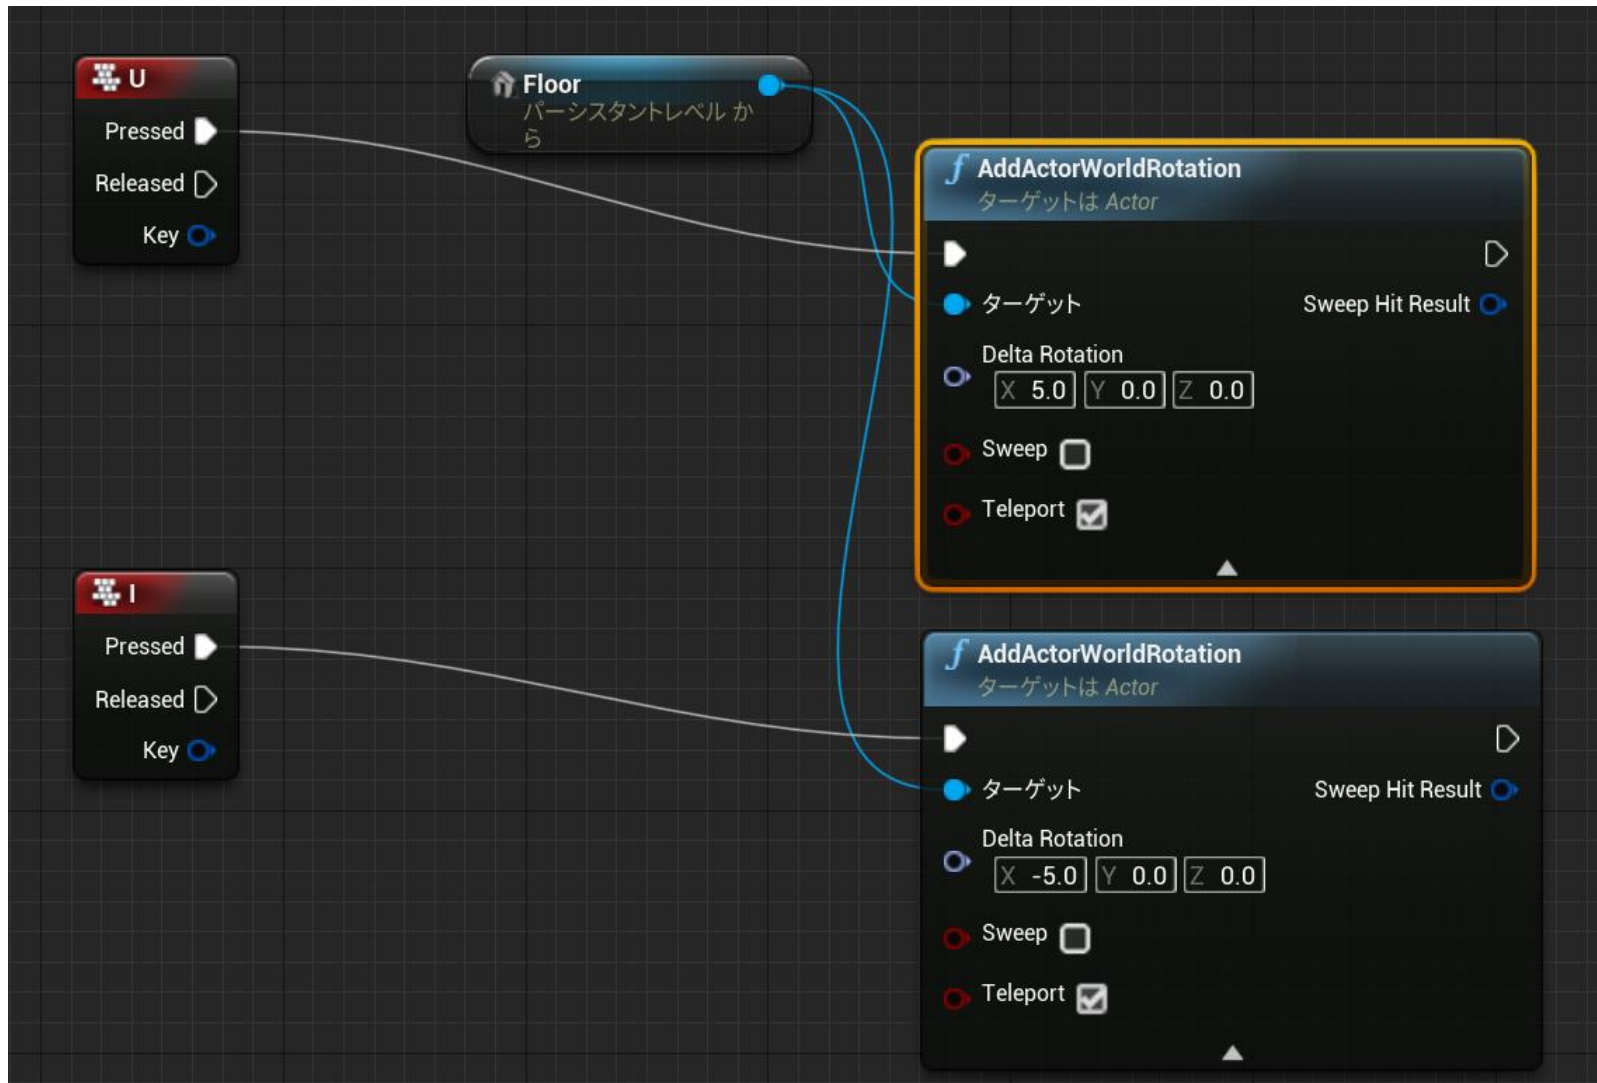 U
Pressed
Released
Key
Floor
パーシスタントレベル か
ら
AddActorWorldRotation
ターゲットは Actor
ターゲット
Sweep Hit Result
Delta Rotation
X 5.0 Y 0.0 Z 0.0
Sweep
Teleport
I
Pressed
Released
Key
AddActorWorldRotation
ターゲットは Actor
ターゲット
Sweep Hit Result
Delta Rotation
X -5.0 Y 0.0 Z 0.0
Sweep
Teleport